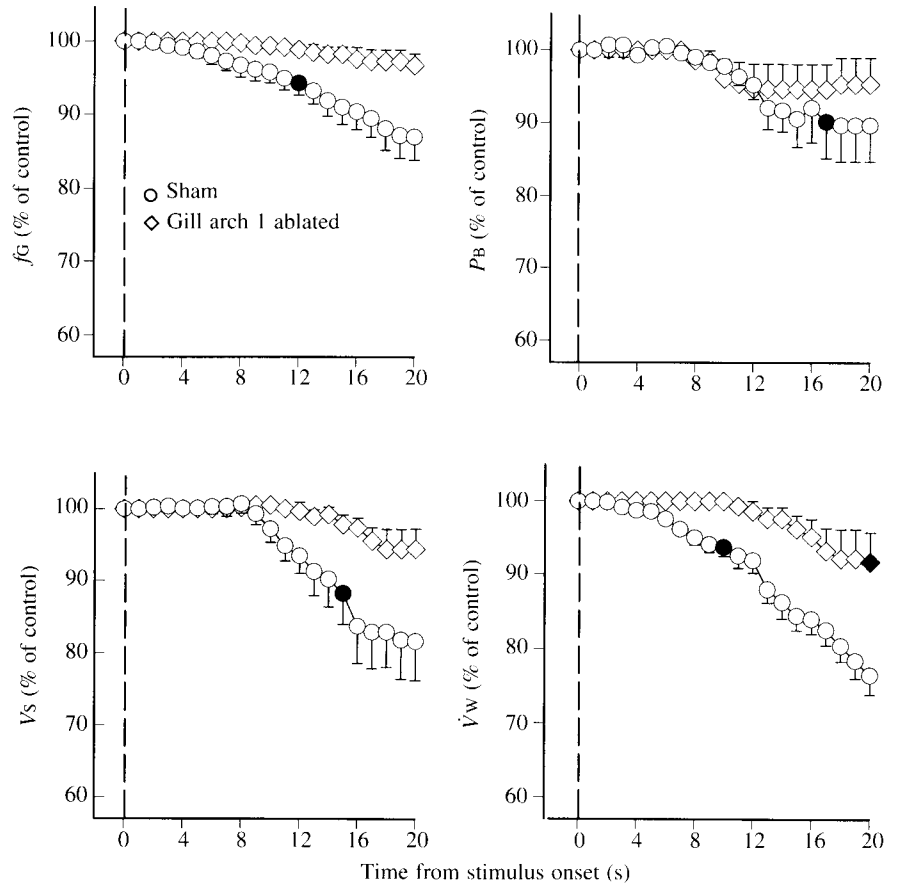 100
90
80
70
60
fG (% of control)
Sham
Gill arch 1 ablated
0 4 8 12 16 20
100
90
80
70
60
PB (% of control)
0 4 8 12 16 20
100
90
80
70
60
VS (% of control)
0 4 8 12 16 20
100
90
80
70
60
V̇W (% of control)
0 4 8 12 16 20
Time from stimulus onset (s)